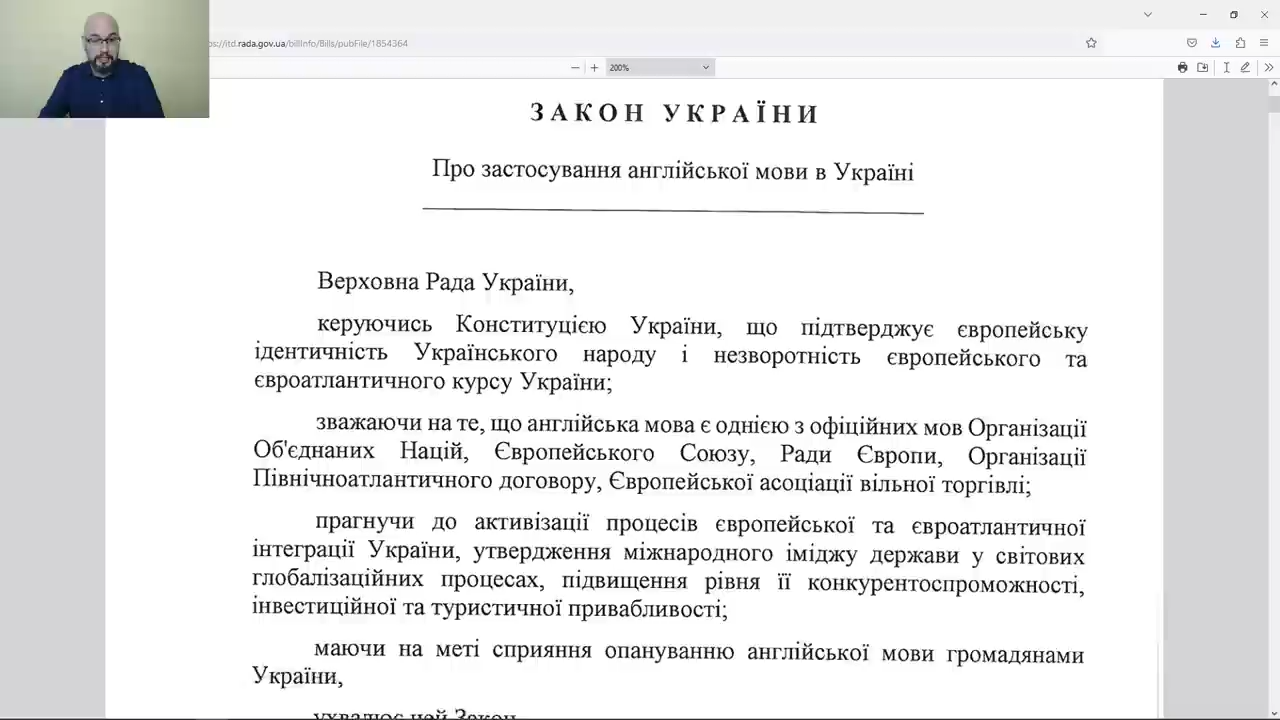 s://itd.rada.gov.ua/billInfo/Bills/pubFile/1854364
200%
ЗАКОН УКРАЇНИ
Про застосування англійської мови в Україні
Верховна Рада України,
керуючись Конституцією України, що підтверджує європейську
ідентичність Українського народу і незворотність європейського та
євроатлантичного курсу України;
зважаючи на те, що англійська мова є однією з офіційних мов Організації
Об'єднаних Націй, Європейського Союзу, Ради Європи, Організації
Північноатлантичного договору, Європейської асоціації вільної торгівлі;
прагнучи до активізації процесів європейської та євроатлантичної
інтеграції України, утвердження міжнародного іміджу держави у світових
глобалізаційних процесах, підвищення рівня її конкурентоспроможності,
інвестиційної та туристичної привабливості;
маючи на меті сприяння опануванню англійської мови громадянами
України,
ухвалює цей Закон